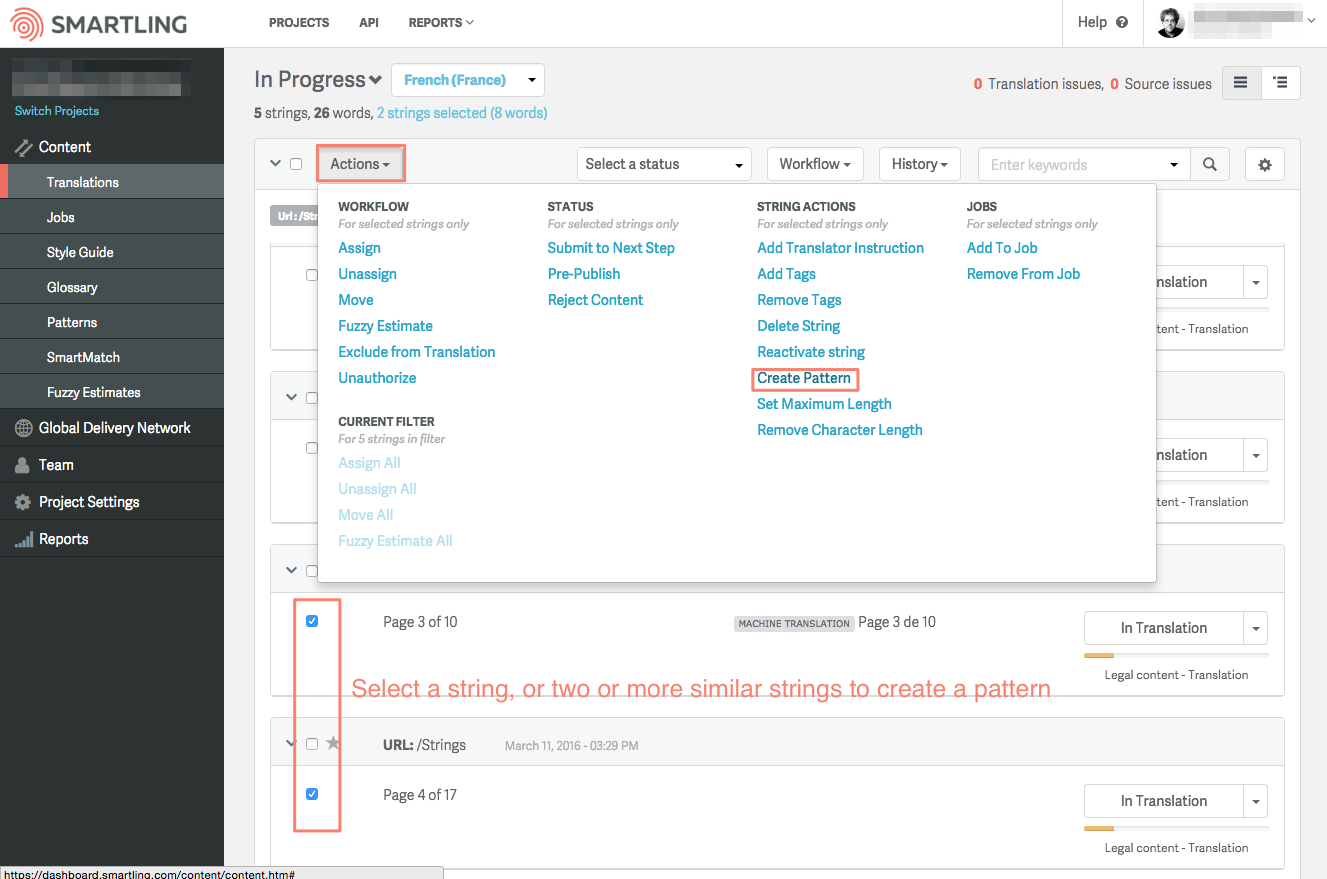 SMARTLING
PROJECTS API REPORTS
Help ?
Switch Projects
Content
Translations
Jobs
Style Guide
Glossary
Patterns
SmartMatch
Fuzzy Estimates
Global Delivery Network
Team
Project Settings
Reports
In Progress French (France)
0 Translation issues, 0 Source issues
5 strings, 26 words, 2 strings selected (8 words)
Actions Select a status Workflow History Enter keywords
WORKFLOW
For selected strings only
Assign
Unassign
Move
Fuzzy Estimate
Exclude from Translation
Unauthorize
CURRENT FILTER
For 5 strings in filter
Assign All
Unassign All
Move All
Fuzzy Estimate All
STATUS
For selected strings only
Submit to Next Step
Pre-Publish
Reject Content
STRING ACTIONS
For selected strings only
Add Translator Instruction
Add Tags
Remove Tags
Delete String
Reactivate string
Create Pattern
Set Maximum Length
Remove Character Length
JOBS
For selected strings only
Add To Job
Remove From Job
Url : /Str
nslation
tent - Translation
nslation
tent - Translation
Page 3 of 10 MACHINE TRANSLATION Page 3 de 10 In Translation
Legal content - Translation
Select a string, or two or more similar strings to create a pattern
URL: /Strings March 11, 2016 - 03:29 PM
Page 4 of 17 In Translation
Legal content - Translation
https://dashboard.smartling.com/content/content.htm#